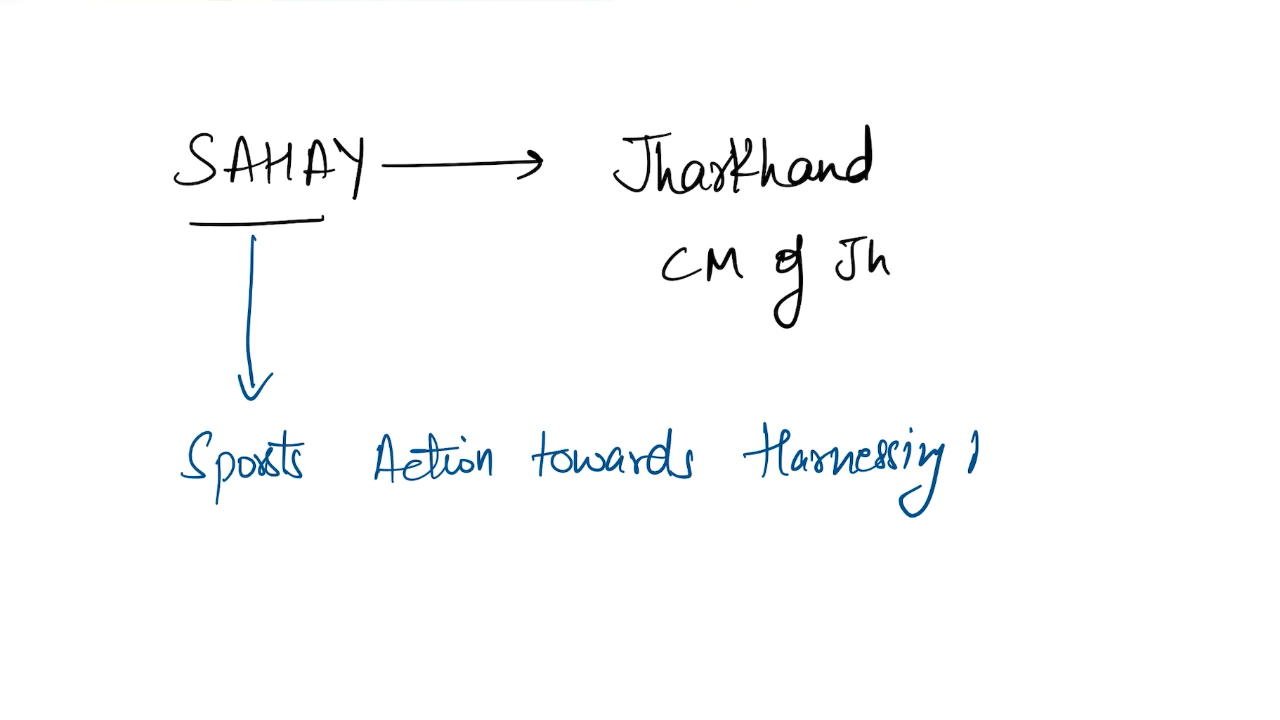 SAHAY → Jharkhand
CM of Jh
Sports Action towards Harnessing